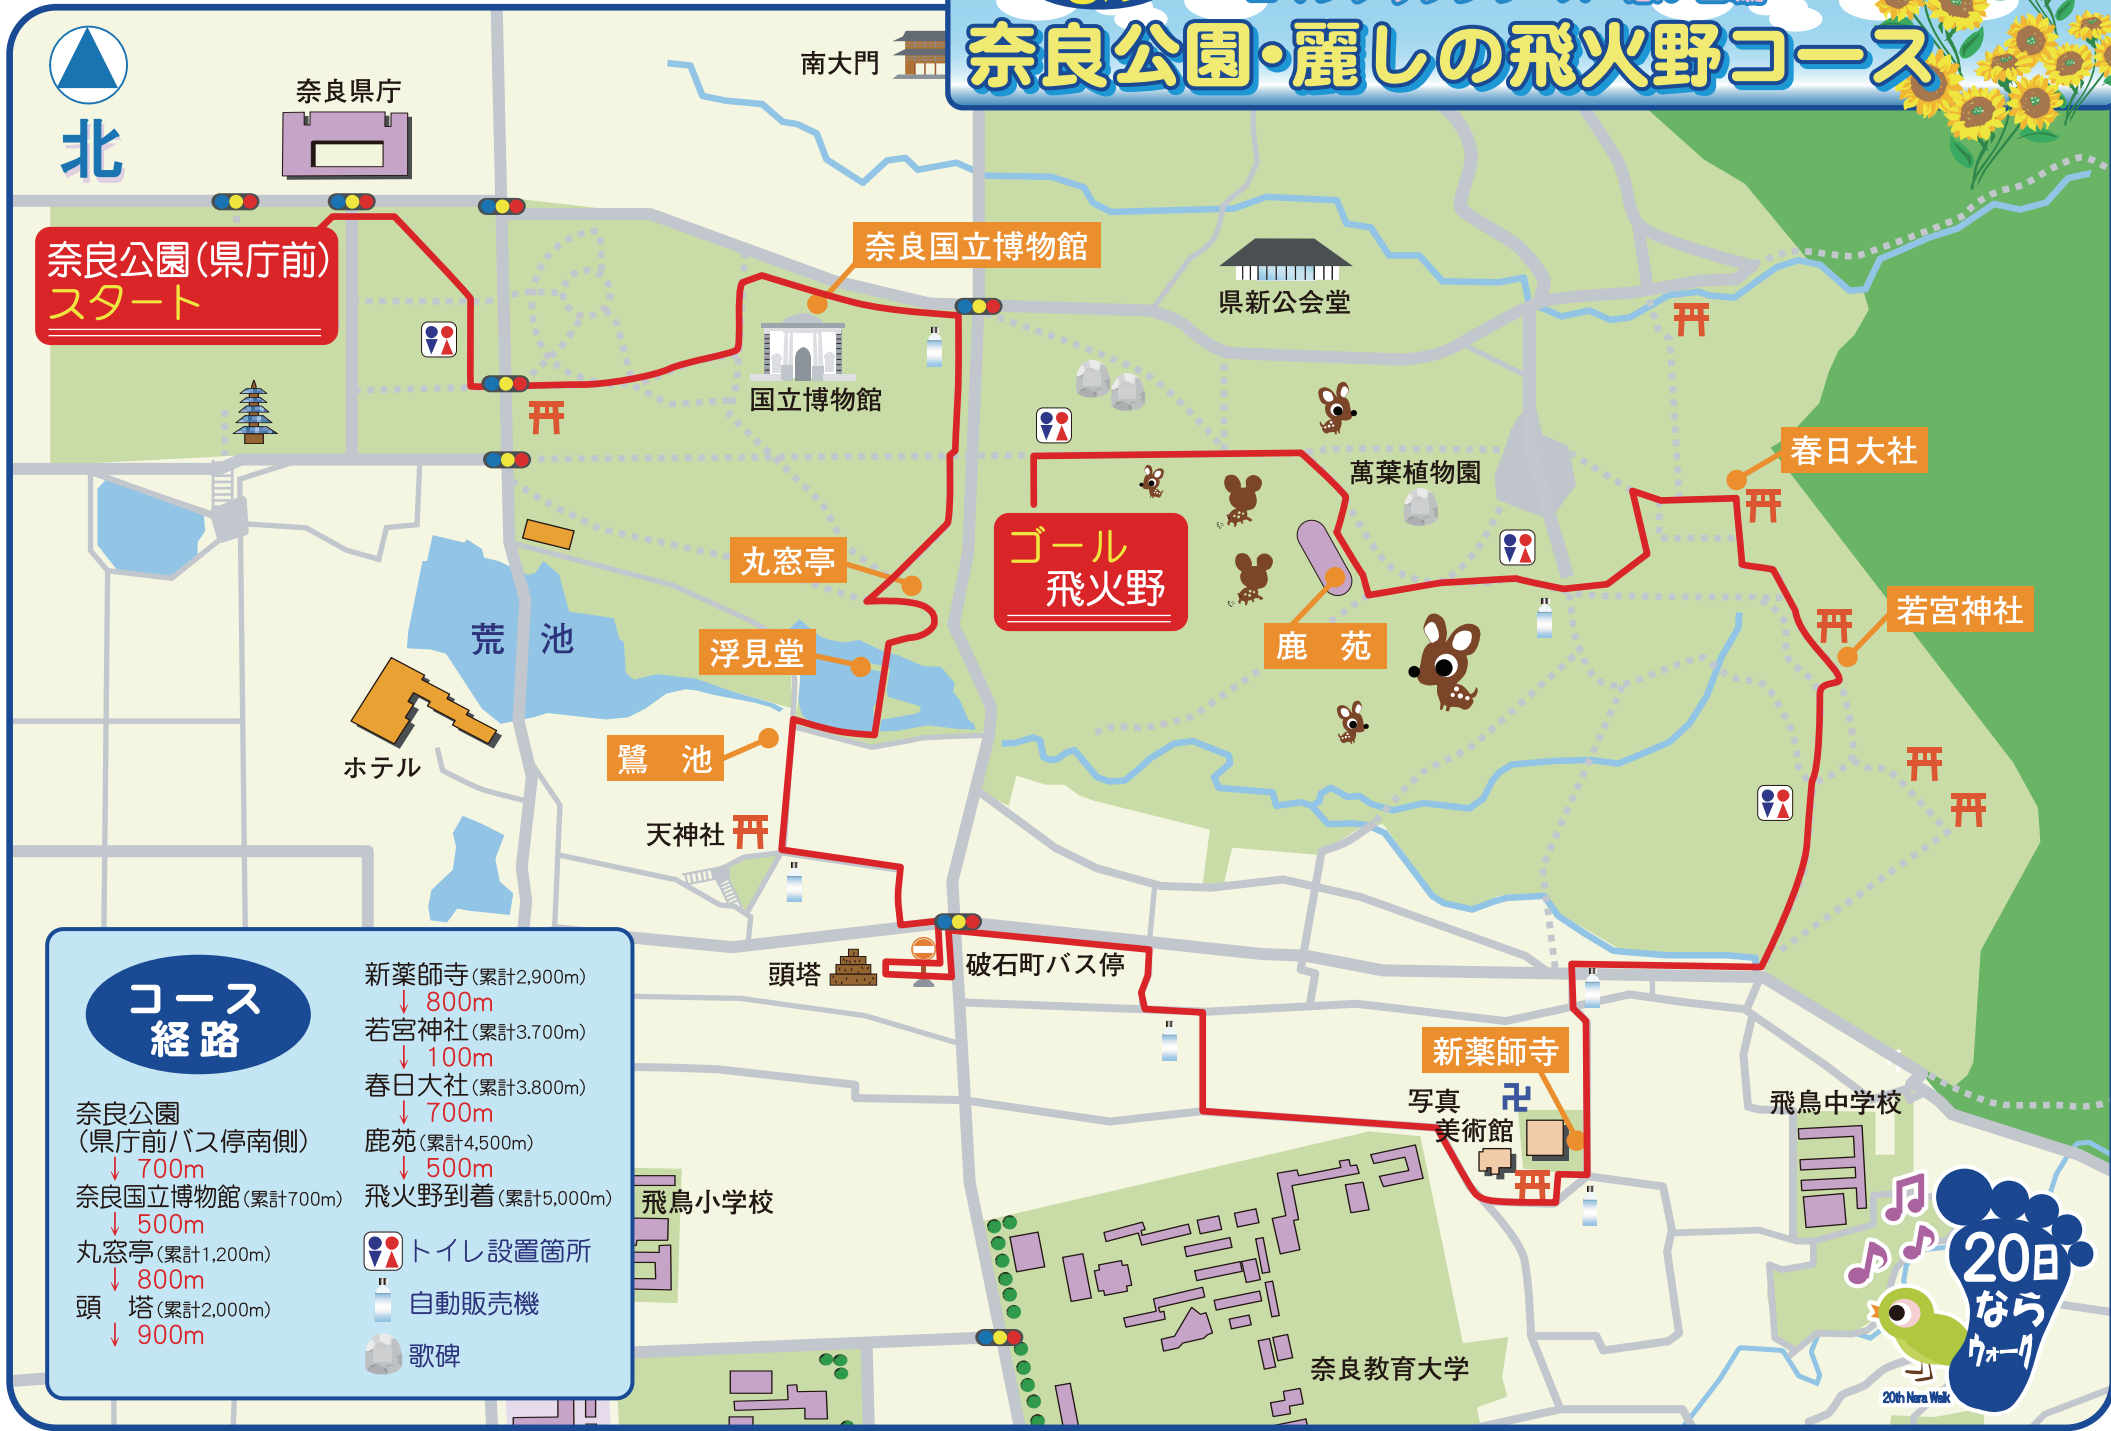 奈良公園・麗しの飛火野コース
北
奈良県庁
南大門
奈良公園(県庁前)
スタート
奈良国立博物館
国立博物館
県新公会堂
萬葉植物園
春日大社
若宮神社
丸窓亭
浮見堂
ゴール
飛火野
鹿　苑
荒　池
鷺　池
ホテル
天神社
頭塔
破石町バス停
新薬師寺
写真
美術館
飛鳥中学校
飛鳥小学校
奈良教育大学
コース
経路
奈良公園
(県庁前バス停南側)
↓ 700m
奈良国立博物館(累計700m)
↓ 500m
丸窓亭(累計1,200m)
↓ 800m
頭　塔(累計2,000m)
↓ 900m
新薬師寺(累計2,900m)
↓ 800m
若宮神社(累計3.700m)
↓ 100m
春日大社(累計3.800m)
↓ 700m
鹿苑(累計4,500m)
↓ 500m
飛火野到着(累計5,000m)
トイレ設置箇所
自動販売機
歌碑
20日
なら
ウォーク
20th Nara Walk